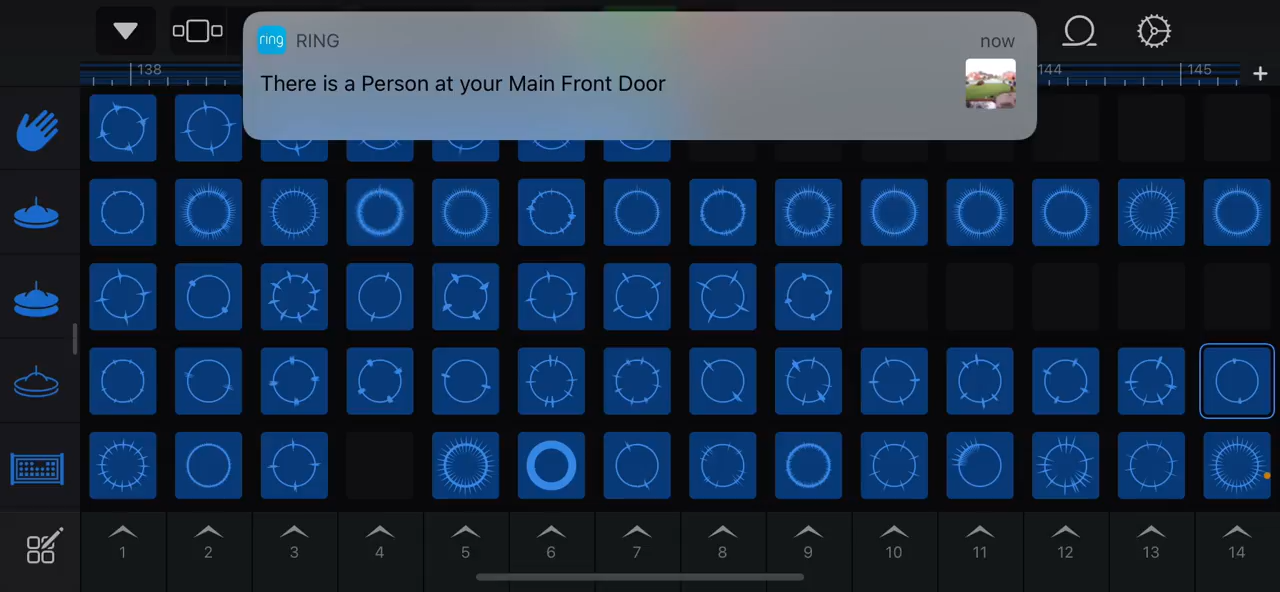 ring RING now
There is a Person at your Main Front Door
138 144 145
1 2 3 4 5 6 7 8 9 10 11 12 13 14